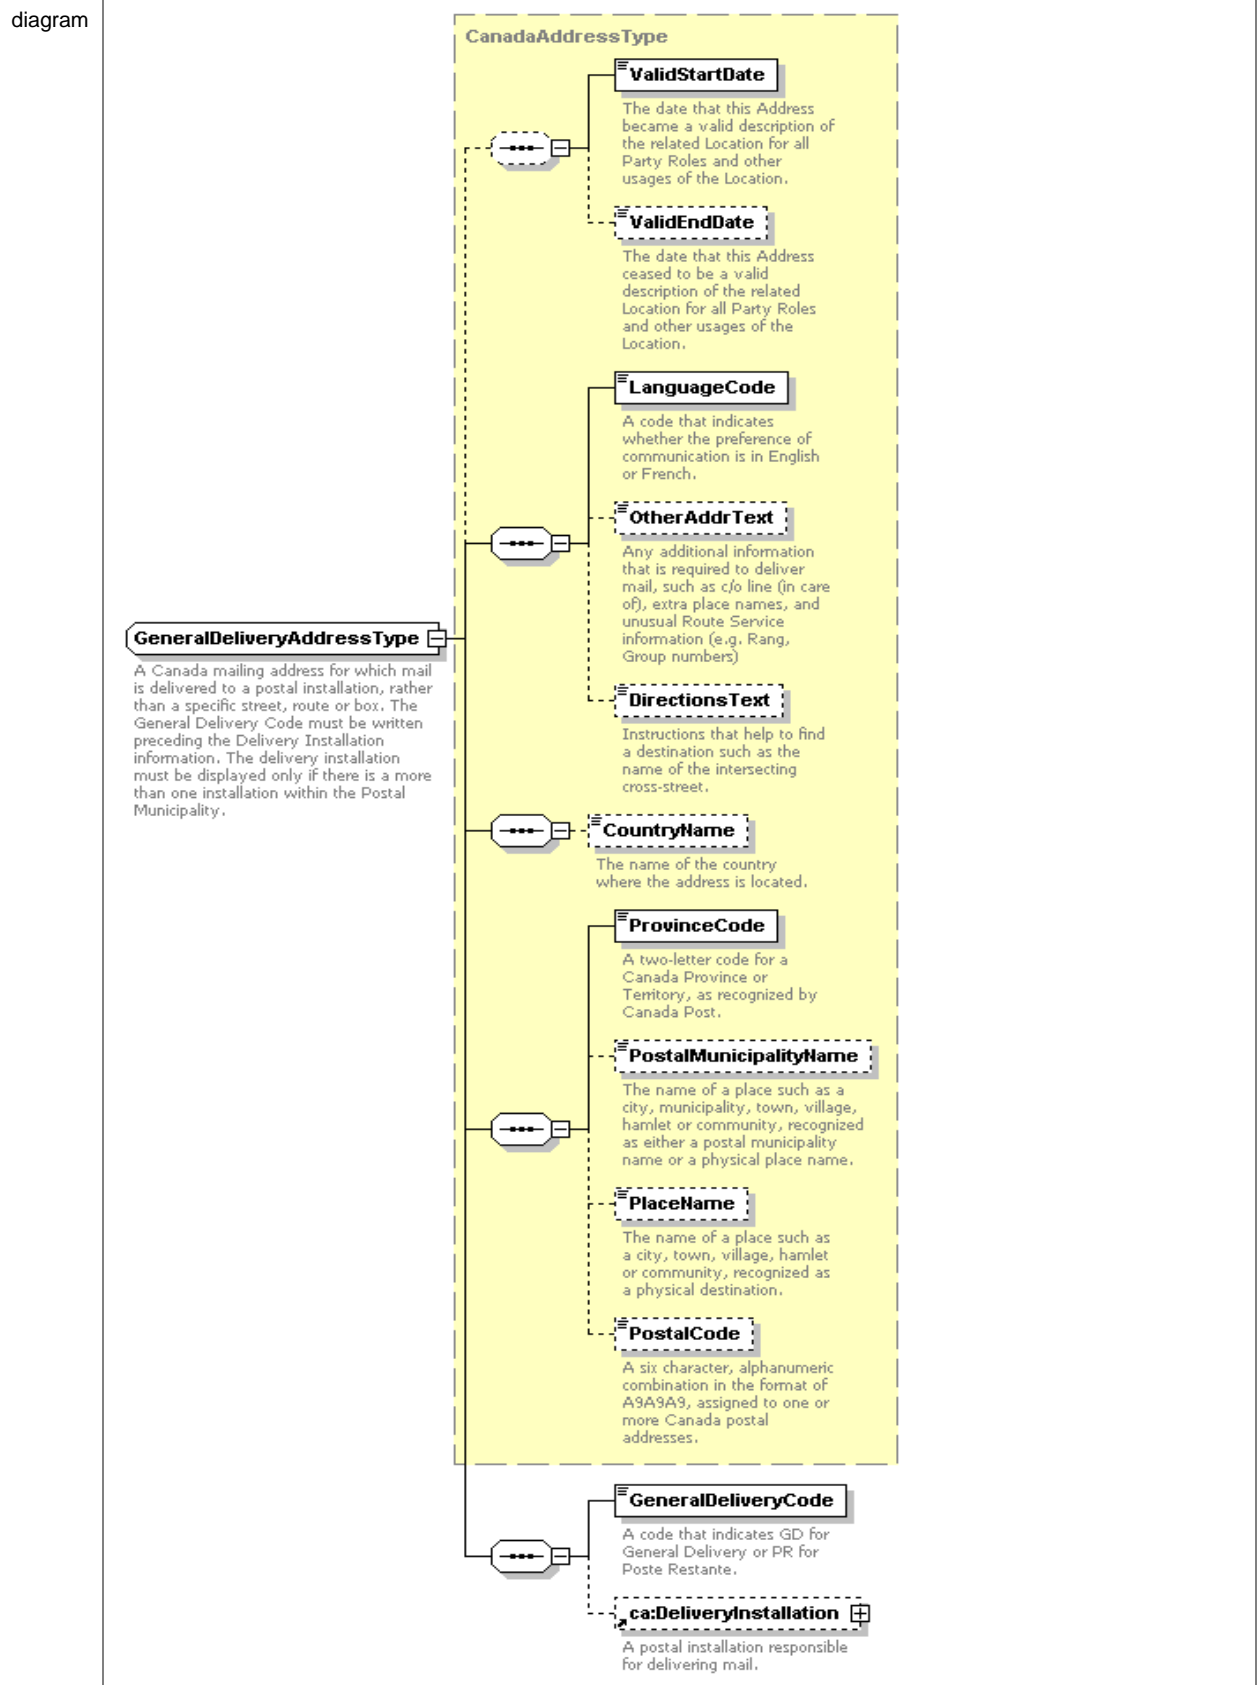 diagram
CanadaAddressType
ValidStartDate
The date that this Address
became a valid description of
the related Location for all
Party Roles and other
usages of the Location.
ValidEndDate
The date that this Address
ceased to be a valid
description of the related
Location for all Party Roles
and other usages of the
Location.
LanguageCode
A code that indicates
whether the preference of
communication is in English
or French.
OtherAddrText
Any additional information
that is required to deliver
mail, such as c/o line (in care
of), extra place names, and
unusual Route Service
information (e.g. Rang,
Group numbers)
DirectionsText
Instructions that help to find
a destination such as the
name of the intersecting
cross-street.
GeneralDeliveryAddressType
A Canada mailing address for which mail
is delivered to a postal installation, rather
than a specific street, route or box. The
General Delivery Code must be written
preceding the Delivery Installation
information. The delivery installation
must be displayed only if there is a more
than one installation within the Postal
Municipality.
CountryName
The name of the country
where the address is located.
ProvinceCode
A two-letter code for a
Canada Province or
Territory, as recognized by
Canada Post.
PostalMunicipalityName
The name of a place such as a
city, municipality, town, village,
hamlet or community, recognized
as either a postal municipality
name or a physical place name.
PlaceName
The name of a place such as
a city, town, village, hamlet
or community, recognized as
a physical destination.
PostalCode
A six character, alphanumeric
combination in the format of
A9A9A9, assigned to one or
more Canada postal
addresses.
GeneralDeliveryCode
A code that indicates GD for
General Delivery or PR for
Poste Restante.
ca:DeliveryInstallation
A postal installation responsible
for delivering mail.